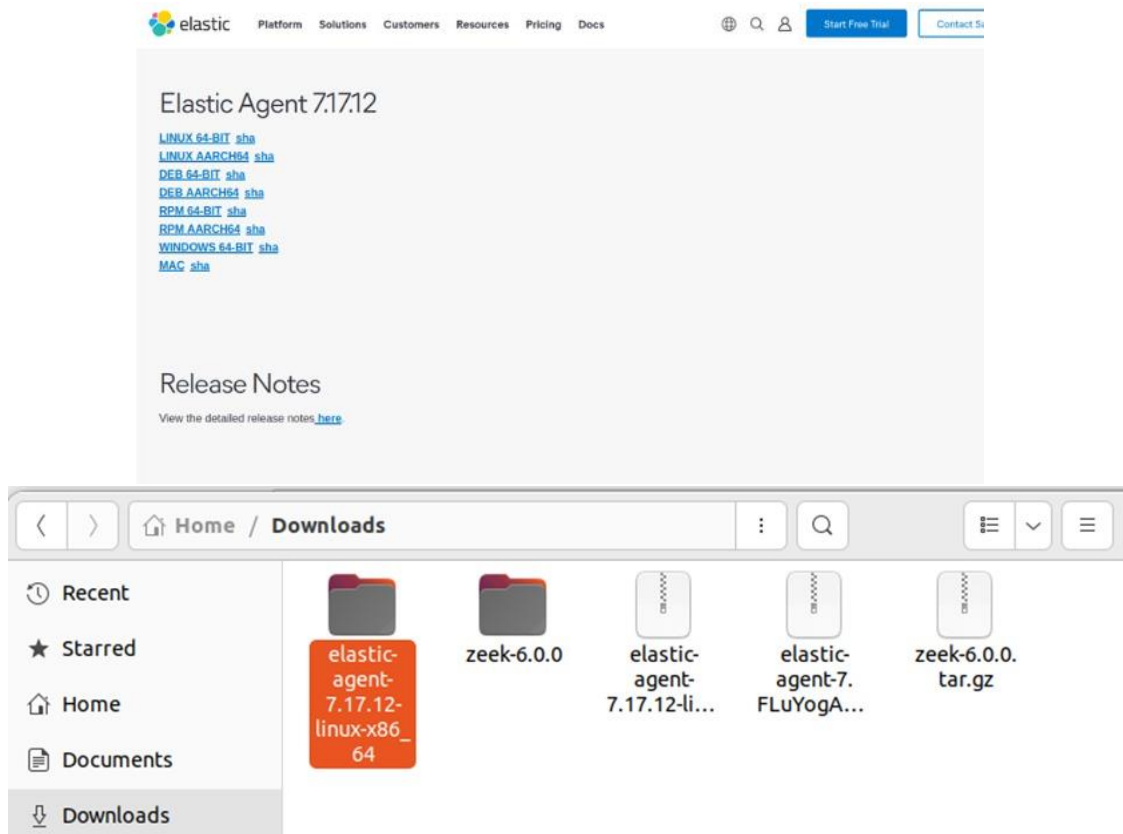 elastic Platform Solutions Customers Resources Pricing Docs Start Free Trial Contact Sa
Elastic Agent 7.17.12
LINUX 64-BIT sha
LINUX AARCH64 sha
DEB 64-BIT sha
DEB AARCH64 sha
RPM 64-BIT sha
RPM AARCH64 sha
WINDOWS 64-BIT sha
MAC sha
Release Notes
View the detailed release notes here.
Home / Downloads
Recent
Starred
Home
Documents
Downloads
elastic-
agent-
7.17.12-
linux-x86_
64
zeek-6.0.0
elastic-
agent-
7.17.12-li...
elastic-
agent-7.
FLuYogA...
zeek-6.0.0.
tar.gz